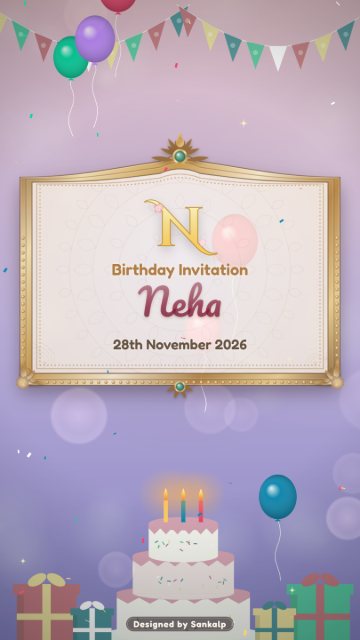 N
Birthday Invitation
Neha
28th November 2026
Designed by Sankalp